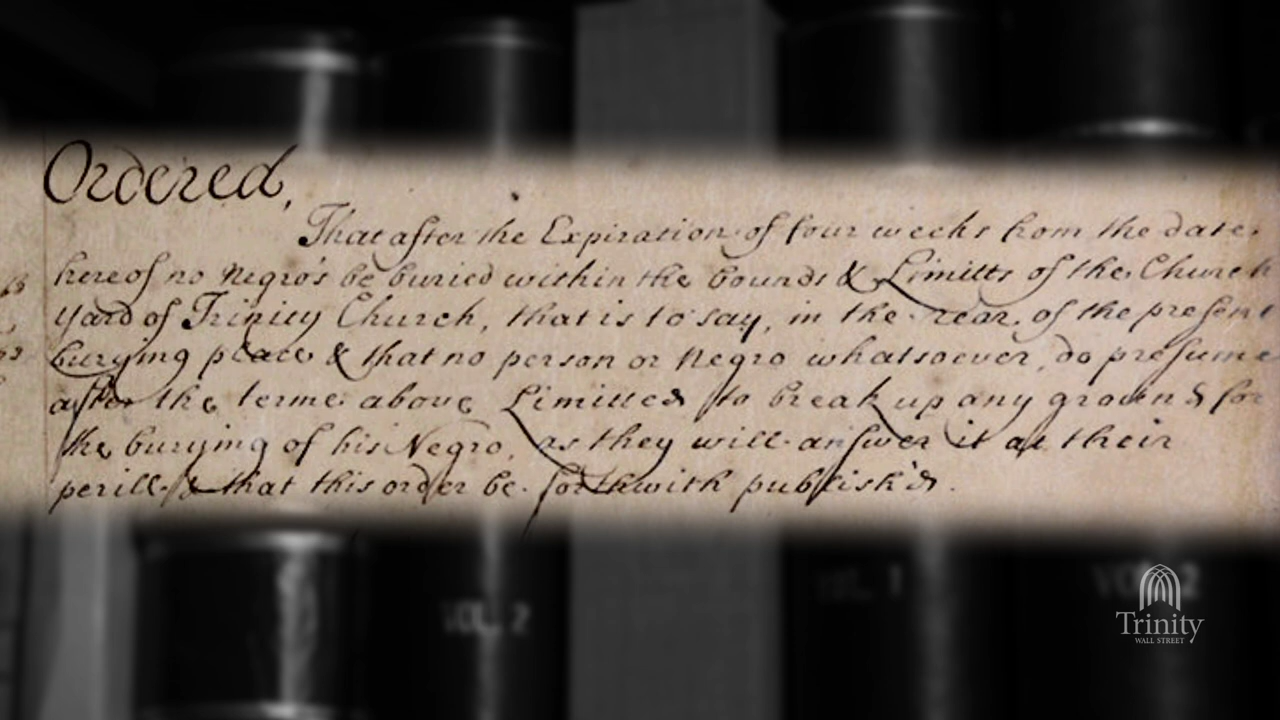 Ordered,
That after the Expiration of four weeks from the date
hereof no Negro's be buried within the bounds & Limitts of the Church
Yard of Trinity Church, that is to say, in the rear of the present
burying place & that no person or Negro whatsoever, do presume
after the terme above Limitted to break up any ground for
the burying of his Negro, as they will answer it at their
perill & that this order be forthwith publish'd.
VOL. 2
VOL. 1
VOL. 2
Trinity
WALL STREET